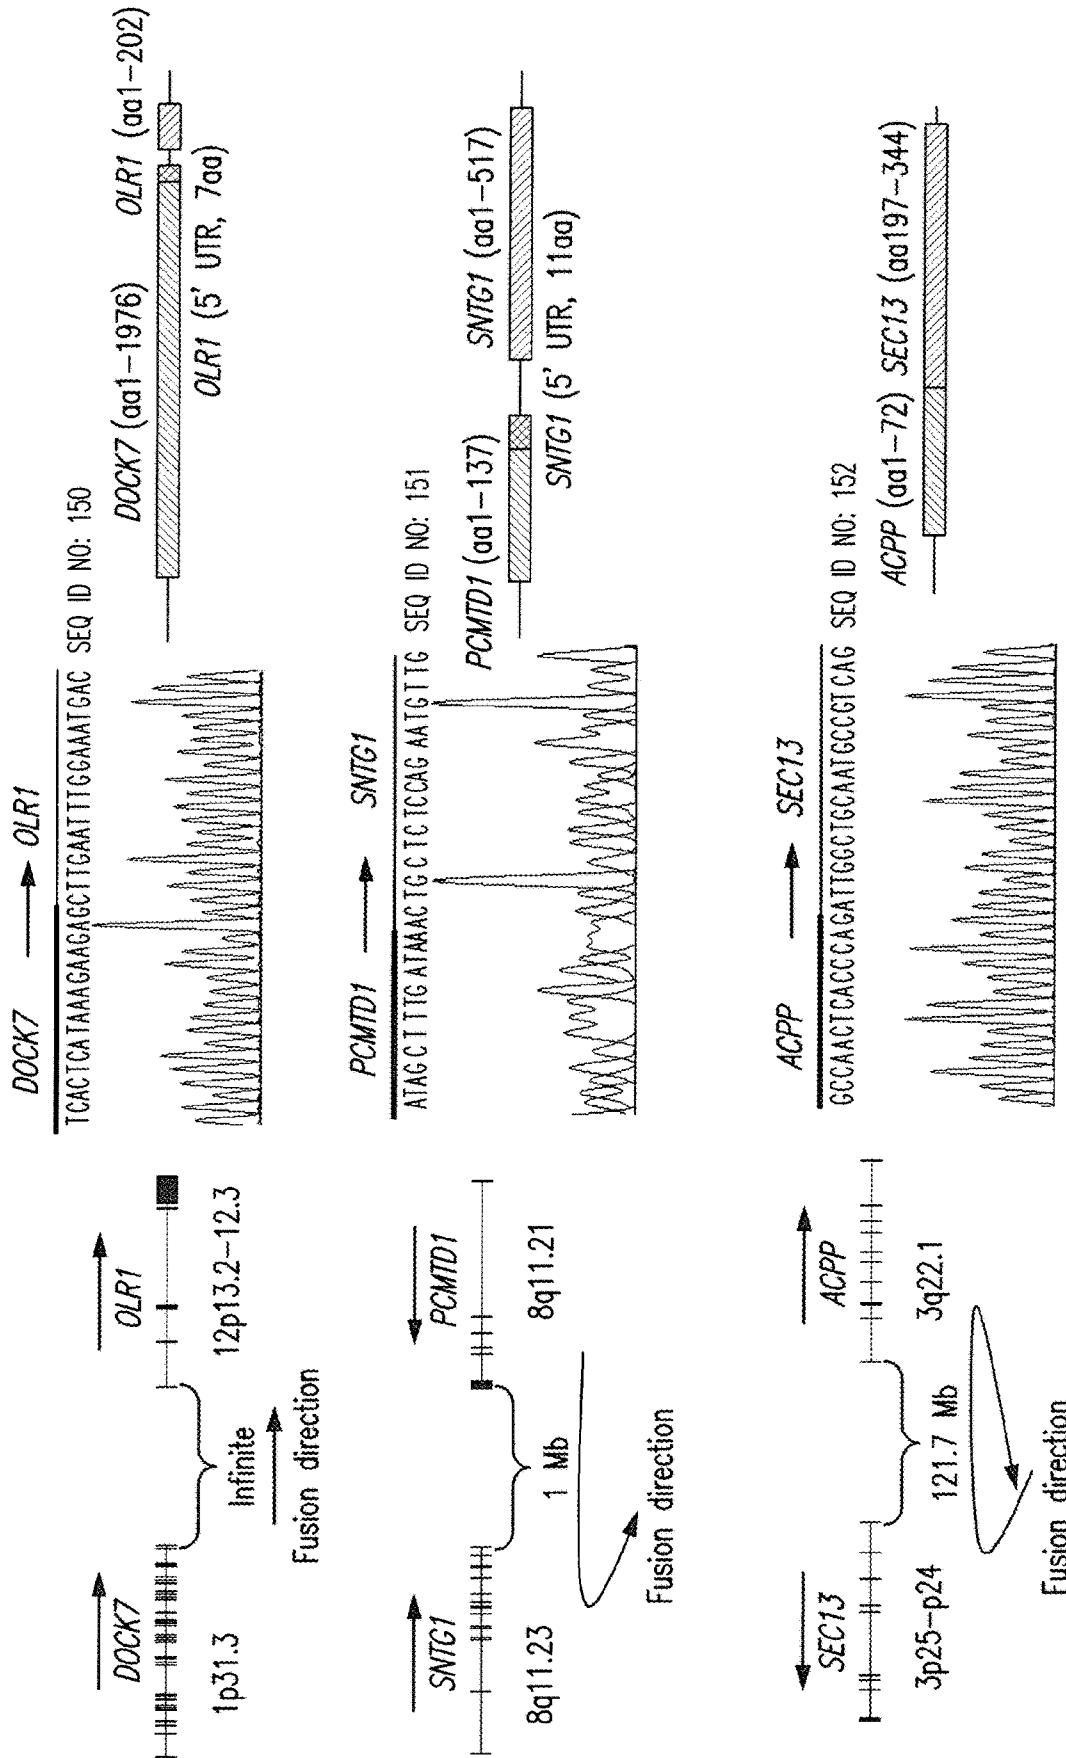 DOCK7
OLR1
1p31.3
12p13.2-12.3
Infinite
Fusion direction
DOCK7 OLR1
TCACTCATAAAGAAGAGCTTGAATTTGGAAATGAC SEQ ID NO: 150
DOCK7 (aa1-1976) OLR1 (aa1-202)
OLR1 (5' UTR, 7aa)
SNTG1
PCMTD1
8q11.23
8q11.21
1 Mb
Fusion direction
PCMTD1 SNTG1
ATAGCTTTGATAAACTGCTCTCCAGAATGTTG SEQ ID NO: 151
PCMTD1 (aa1-137) SNTG1 (aa1-517)
SNTG1 (5' UTR, 11aa)
SEC13
ACPP
3p25-p24
3q22.1
121.7 Mb
Fusion direction
ACPP SEC13
GCCAACTCACCCAGATTGGCTGCAATGCCGTCAG SEQ ID NO: 152
ACPP (aa1-72) SEC13 (aa197-344)